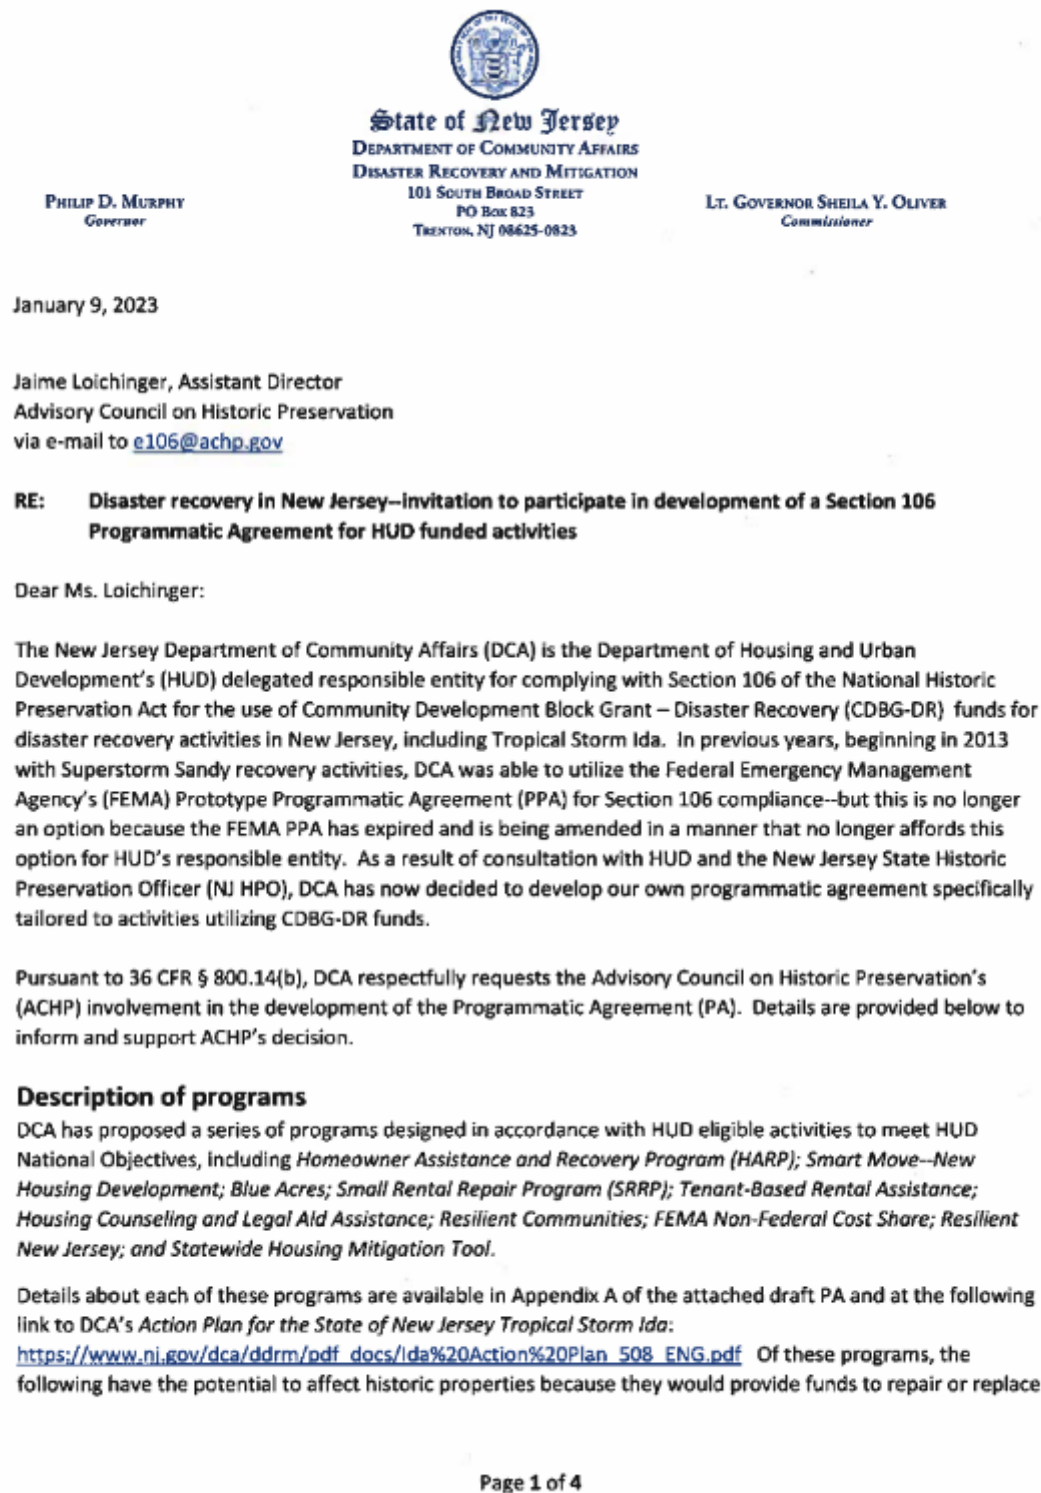 State of New Jersey
DEPARTMENT OF COMMUNITY AFFAIRS
DISASTER RECOVERY AND MITIGATION
101 SOUTH BROAD STREET
PO BOX 823
TRENTON, NJ 08625-0823
PHILIP D. MURPHY
Governor
LT. GOVERNOR SHEILA Y. OLIVER
Commissioner
January 9, 2023
Jaime Loichinger, Assistant Director
Advisory Council on Historic Preservation
via e-mail to e106@achp.gov
RE: Disaster recovery in New Jersey--invitation to participate in development of a Section 106
Programmatic Agreement for HUD funded activities
Dear Ms. Loichinger:
The New Jersey Department of Community Affairs (DCA) is the Department of Housing and Urban
Development's (HUD) delegated responsible entity for complying with Section 106 of the National Historic
Preservation Act for the use of Community Development Block Grant – Disaster Recovery (CDBG-DR) funds for
disaster recovery activities in New Jersey, including Tropical Storm Ida. In previous years, beginning in 2013
with Superstorm Sandy recovery activities, DCA was able to utilize the Federal Emergency Management
Agency's (FEMA) Prototype Programmatic Agreement (PPA) for Section 106 compliance--but this is no longer
an option because the FEMA PPA has expired and is being amended in a manner that no longer affords this
option for HUD's responsible entity. As a result of consultation with HUD and the New Jersey State Historic
Preservation Officer (NJ HPO), DCA has now decided to develop our own programmatic agreement specifically
tailored to activities utilizing CDBG-DR funds.
Pursuant to 36 CFR § 800.14(b), DCA respectfully requests the Advisory Council on Historic Preservation's
(ACHP) involvement in the development of the Programmatic Agreement (PA). Details are provided below to
inform and support ACHP's decision.
Description of programs
DCA has proposed a series of programs designed in accordance with HUD eligible activities to meet HUD
National Objectives, including Homeowner Assistance and Recovery Program (HARP); Smart Move--New
Housing Development; Blue Acres; Small Rental Repair Program (SRRP); Tenant-Based Rental Assistance;
Housing Counseling and Legal Aid Assistance; Resilient Communities; FEMA Non-Federal Cost Share; Resilient
New Jersey; and Statewide Housing Mitigation Tool.
Details about each of these programs are available in Appendix A of the attached draft PA and at the following
link to DCA's Action Plan for the State of New Jersey Tropical Storm Ida:
https://www.nj.gov/dca/ddrm/pdf_docs/Ida%20Action%20Plan_508_ENG.pdf Of these programs, the
following have the potential to affect historic properties because they would provide funds to repair or replace
Page 1 of 4